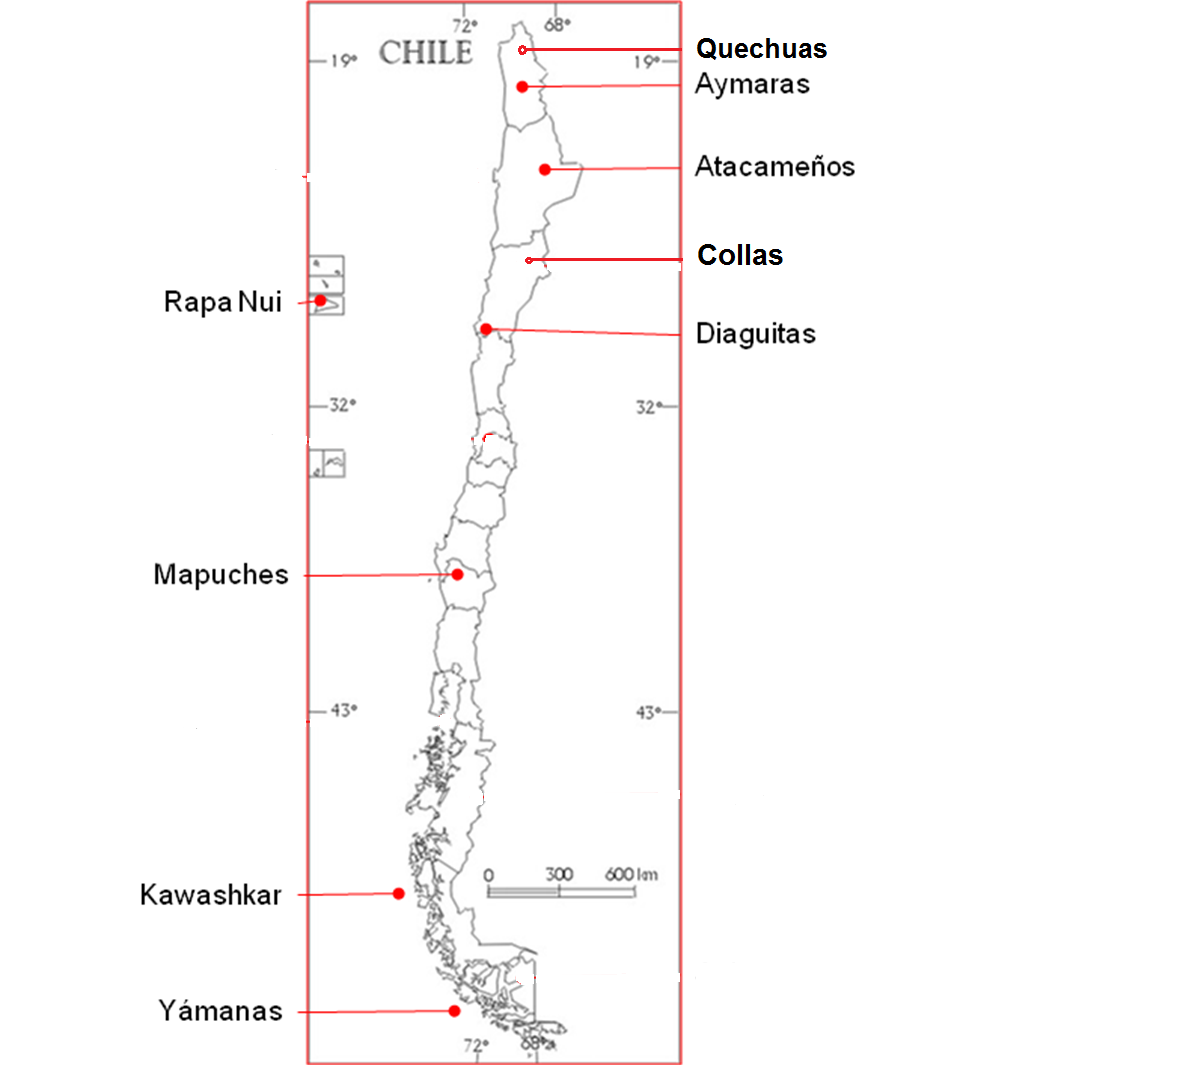 72° 68°
CHILE
Quechuas
19° 19°
Aymaras
Atacameños
Collas
Rapa Nui
Diaguitas
32° 32°
Mapuches
43° 43°
0 300 600 km
Kawashkar
Yámanas
72° 68°